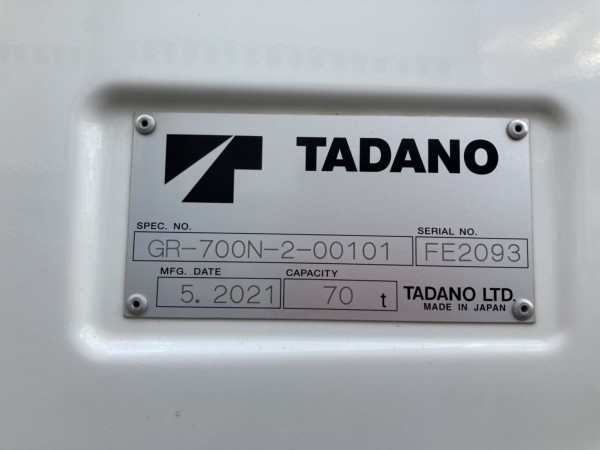 TADANO
SPEC. NO. SERIAL NO.
GR-700N-2-00101 FE2093
MFG. DATE CAPACITY
5. 2021 70 t TADANO LTD.
MADE IN JAPAN